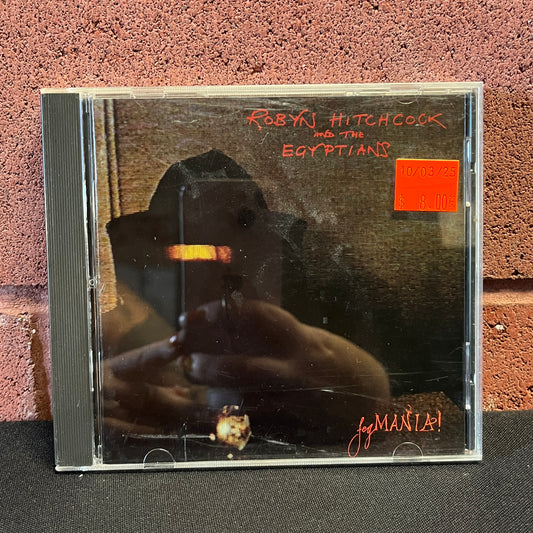 ROBYN HITCHCOCK
AND THE
EGYPTIANS
10/03/25
$ 8.00
fegMANIA!